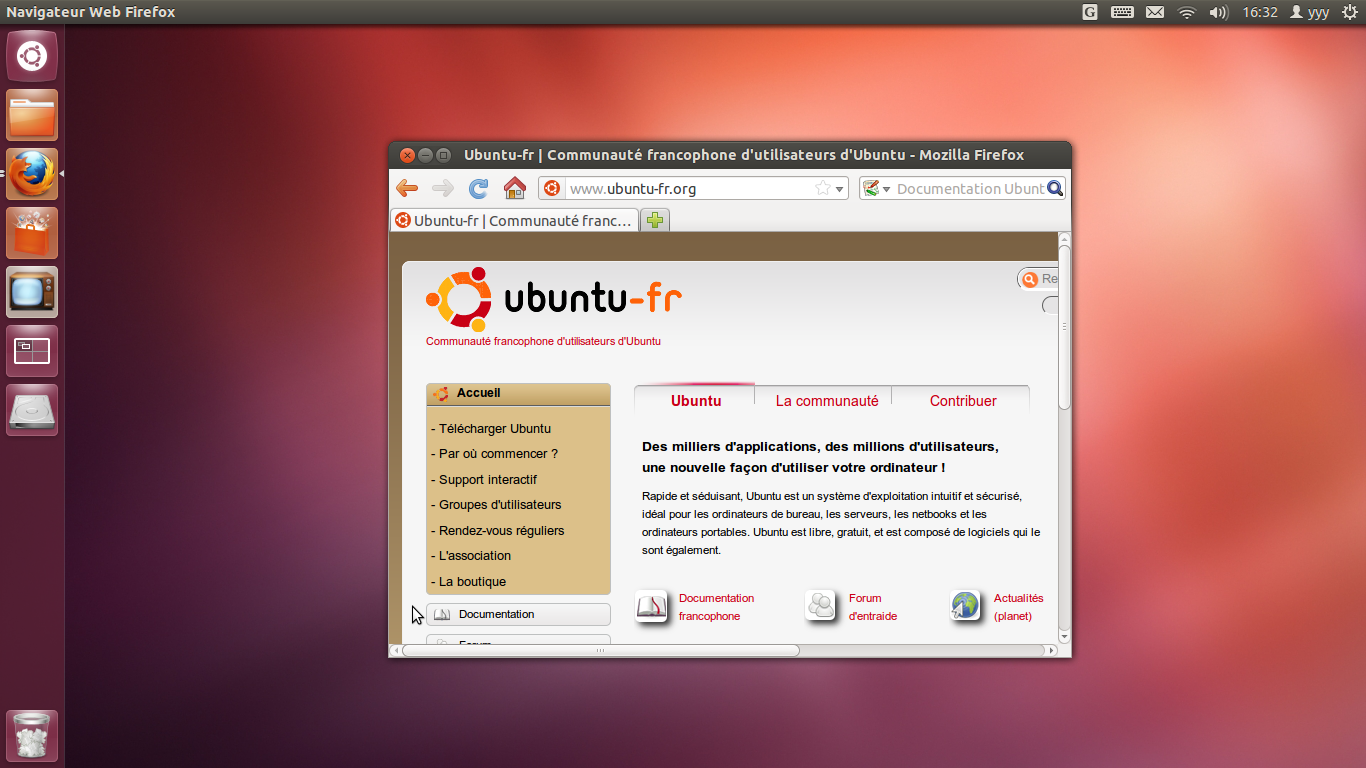 Navigateur Web Firefox
G
16:32
yyy
Ubuntu-fr | Communauté francophone d'utilisateurs d'Ubuntu - Mozilla Firefox
www.ubuntu-fr.org
Documentation Ubunt
Ubuntu-fr | Communauté franc...
ubuntu-fr
Re
Communauté francophone d'utilisateurs d'Ubuntu
Accueil
- Télécharger Ubuntu
- Par où commencer ?
- Support interactif
- Groupes d'utilisateurs
- Rendez-vous réguliers
- L'association
- La boutique
Documentation
Forum
Ubuntu
La communauté
Contribuer
Des milliers d'applications, des millions d'utilisateurs,
une nouvelle façon d'utiliser votre ordinateur !
Rapide et séduisant, Ubuntu est un système d'exploitation intuitif et sécurisé,
idéal pour les ordinateurs de bureau, les serveurs, les netbooks et les
ordinateurs portables. Ubuntu est libre, gratuit, et est composé de logiciels qui le
sont également.
Documentation
francophone
Forum
d'entraide
Actualités
(planet)